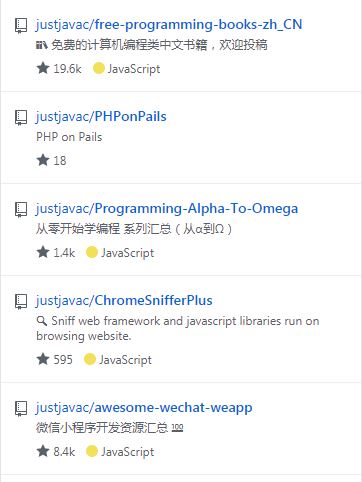 justjavac/free-programming-books-zh_CN
📚 免费的计算机编程类中文书籍，欢迎投稿
19.6k JavaScript
justjavac/PHPonPails
PHP on Pails
18
justjavac/Programming-Alpha-To-Omega
从零开始学编程 系列汇总（从α到Ω）
1.4k JavaScript
justjavac/ChromeSnifferPlus
🔍 Sniff web framework and javascript libraries run on
browsing website.
595 JavaScript
justjavac/awesome-wechat-weapp
微信小程序开发资源汇总 💯
8.4k JavaScript